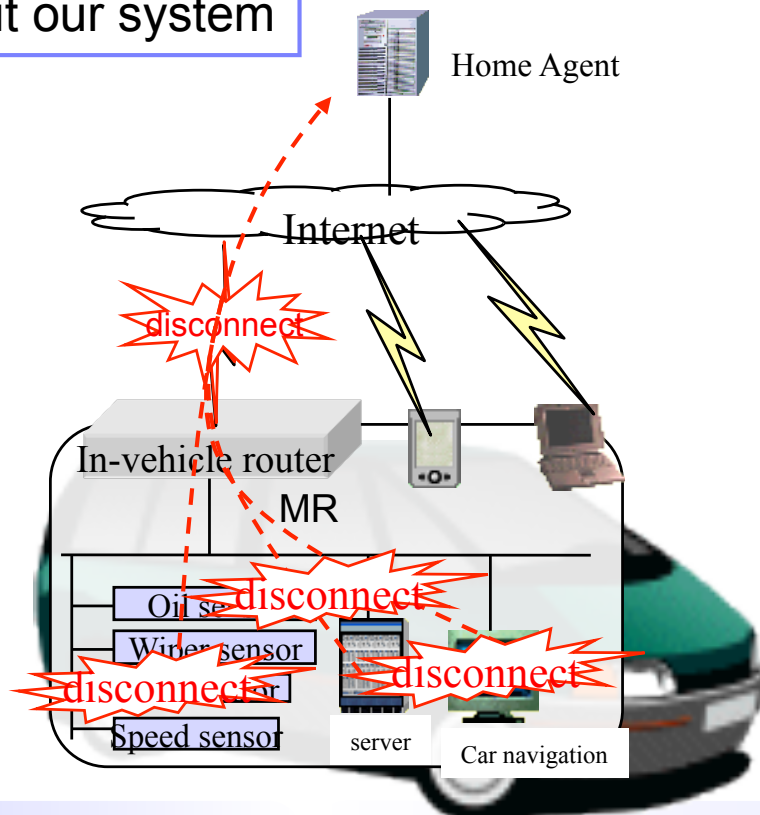 our system
Home Agent
Internet
disconnect
In-vehicle router
MR
disconnect
Oil
Wiper sensor
disconnect
disconnect
Speed sensor
server
Car navigation